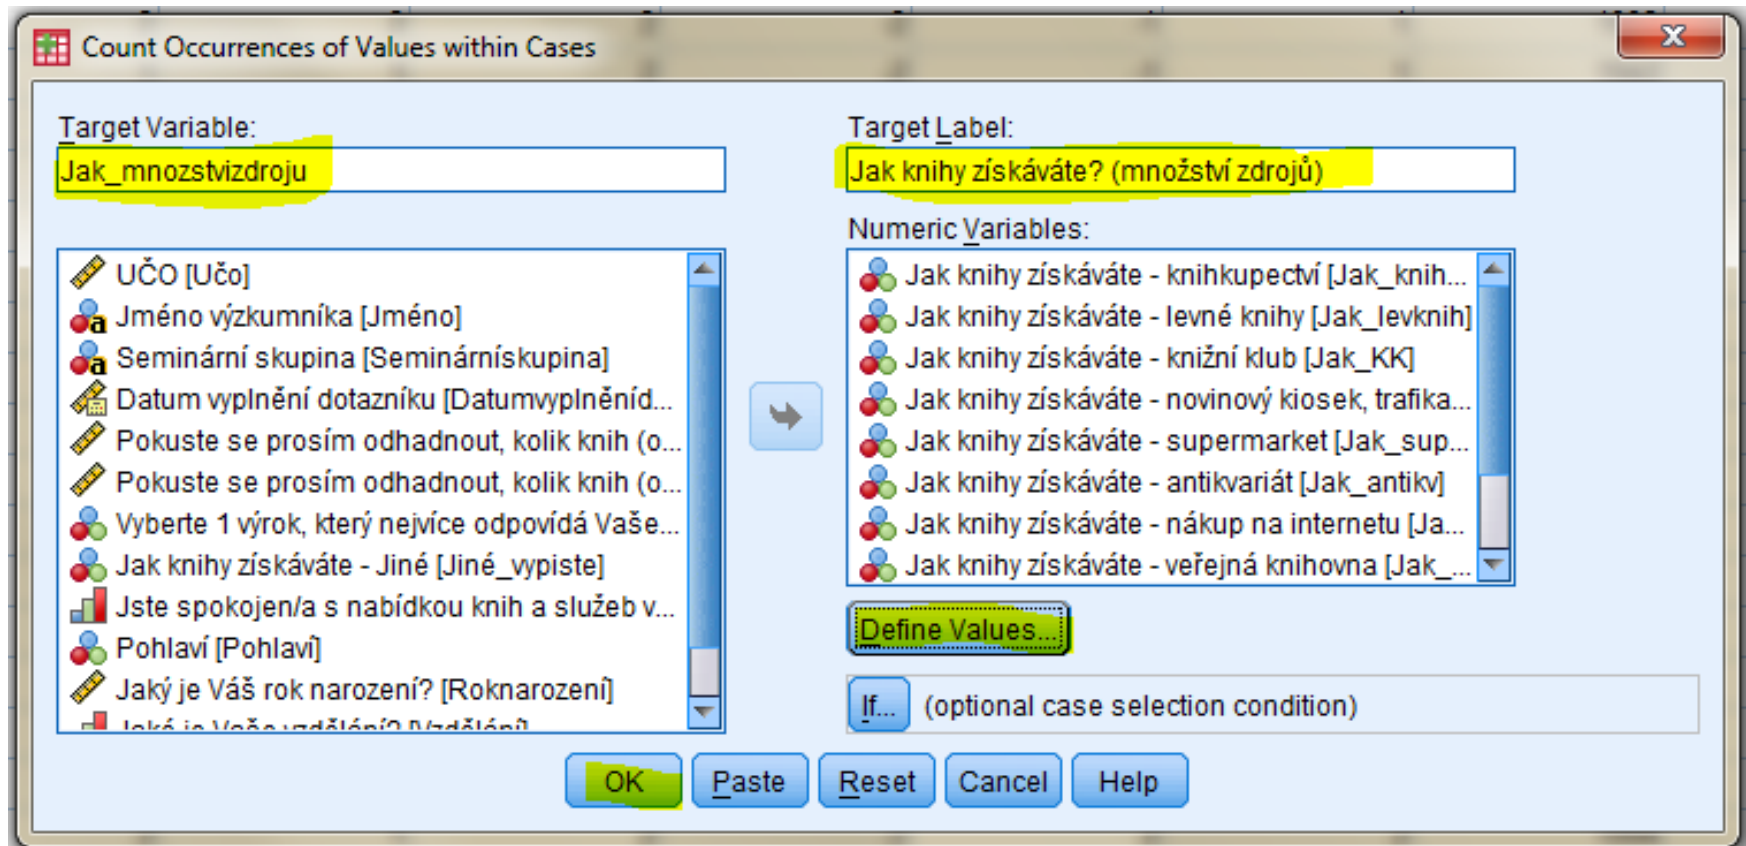 Count Occurrences of Values within Cases
Target Variable:
Jak_mnozstvizdroju
Target Label:
Jak knihy získáváte? (množství zdrojů)
UČO [Učo]
Jméno výzkumníka [Jméno]
Seminární skupina [Seminárnískupina]
Datum vyplnění dotazníku [Datumvyplněníd...
Pokuste se prosím odhadnout, kolik knih (o...
Pokuste se prosím odhadnout, kolik knih (o...
Vyberte 1 výrok, který nejvíce odpovídá Vaše...
Jak knihy získáváte - Jiné [Jiné_vypiste]
Jste spokojen/a s nabídkou knih a služeb v...
Pohlaví [Pohlaví]
Jaký je Váš rok narození? [Roknarození]
Jaké je Vaše vzdělání? [Vzdělání]
Numeric Variables:
Jak knihy získáváte - knihkupectví [Jak_knih...
Jak knihy získáváte - levné knihy [Jak_levknih]
Jak knihy získáváte - knižní klub [Jak_KK]
Jak knihy získáváte - novinový kiosek, trafika...
Jak knihy získáváte - supermarket [Jak_sup...
Jak knihy získáváte - antikvariát [Jak_antikv]
Jak knihy získáváte - nákup na internetu [Ja...
Jak knihy získáváte - veřejná knihovna [Jak_...
Define Values...
If... (optional case selection condition)
OK Paste Reset Cancel Help